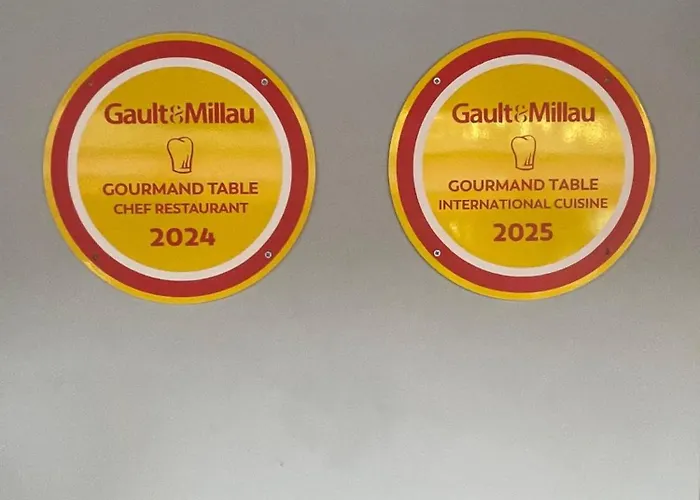 Gault&Millau
GOURMAND TABLE
CHEF RESTAURANT
2024
Gault&Millau
GOURMAND TABLE
INTERNATIONAL CUISINE
2025